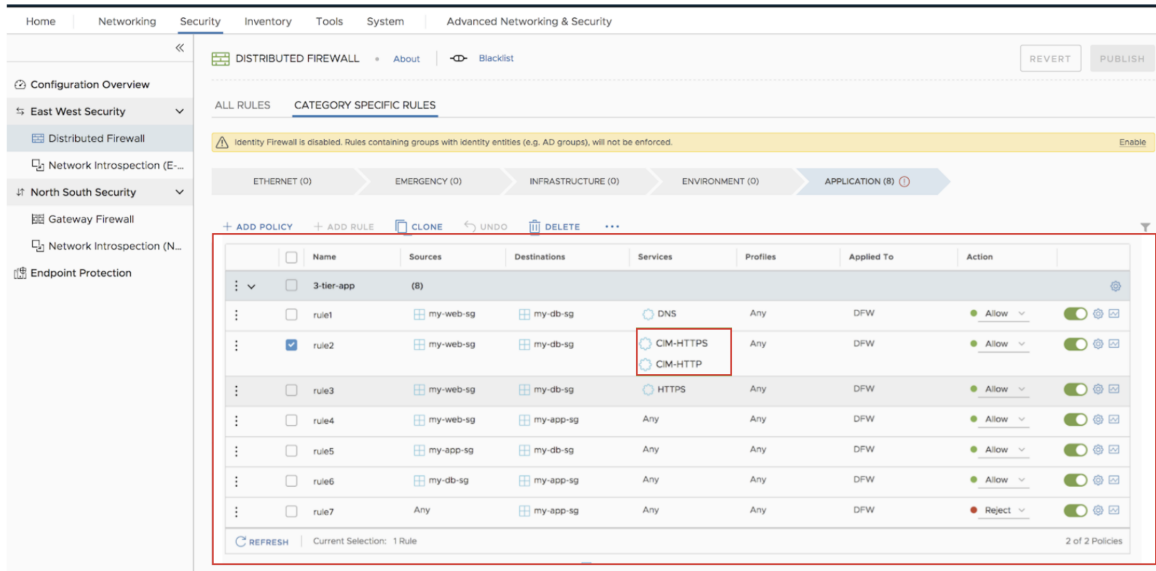 Home Networking Security Inventory Tools System Advanced Networking & Security
«
DISTRIBUTED FIREWALL • About Blacklist REVERT PUBLISH
Configuration Overview
East West Security
Distributed Firewall
Network Introspection (E-...
North South Security
Gateway Firewall
Network Introspection (N...
Endpoint Protection
ALL RULES CATEGORY SPECIFIC RULES
Identity Firewall is disabled. Rules containing groups with identity entities (e.g. AD groups), will not be enforced. Enable
ETHERNET (0) EMERGENCY (0) INFRASTRUCTURE (0) ENVIRONMENT (0) APPLICATION (8)
+ ADD POLICY + ADD RULE CLONE UNDO DELETE ...
Name Sources Destinations Services Profiles Applied To Action
3-tier-app (8)
rule1 my-web-sg my-db-sg DNS Any DFW Allow
rule2 my-web-sg my-db-sg CIM-HTTPS Any DFW Allow
CIM-HTTP
rule3 my-web-sg my-db-sg HTTPS Any DFW Allow
rule4 my-web-sg my-app-sg Any Any DFW Allow
rule5 my-app-sg my-db-sg Any Any DFW Allow
rule6 my-db-sg my-app-sg Any Any DFW Allow
rule7 Any my-app-sg Any Any DFW Reject
REFRESH Current Selection: 1 Rule 2 of 2 Policies